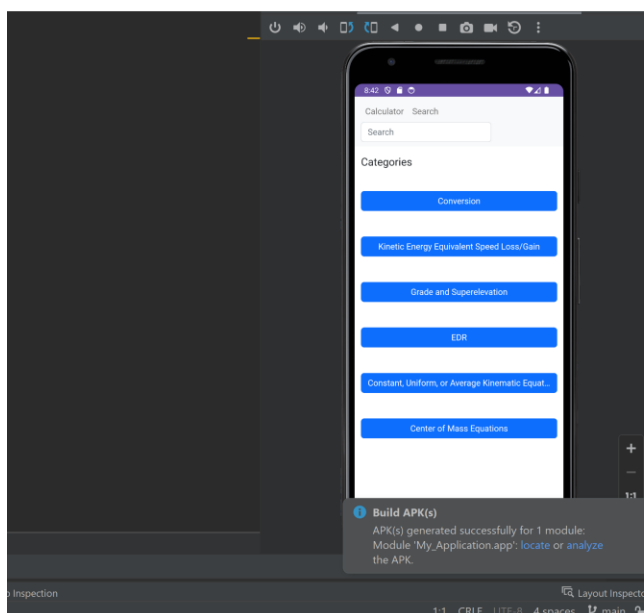 8:42
Calculator Search
Search
Categories
Conversion
Kinetic Energy Equivalent Speed Loss/Gain
Grade and Superelevation
EDR
Constant, Uniform, or Average Kinematic Equat...
Center of Mass Equations
1:1
Build APK(s)
APK(s) generated successfully for 1 module:
Module 'My_Application.app': locate or analyze
the APK.
Inspection
Layout Inspecto
1:1 CRLF UTF-8 4 spaces main